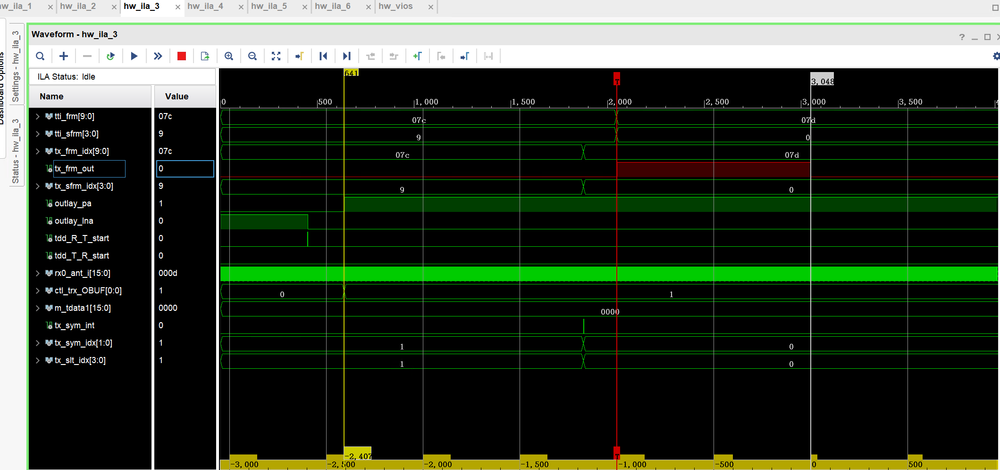 hw_ila_1 hw_ila_2 hw_ila_3 hw_ila_4 hw_ila_5 hw_ila_6 hw_vios
Dashboard Options
Settings - hw_ila_3
Status - hw_ila_3
Waveform - hw_ila_3
ILA Status: Idle
Name Value
641 T 3,048
0 500 1,000 1,500 2,000 2,500 3,000 3,500 4
tti_frm[9:0] 07c 07c 07d
tti_sfrm[3:0] 9 9 0
tx_frm_idx[9:0] 07c 07c 07d
tx_frm_out 0
tx_sfrm_idx[3:0] 9 9 0
outlay_pa 1
outlay_lna 0
tdd_R_T_start 0
tdd_T_R_start 0
rx0_ant_i[15:0] 000d
ctl_trx_OBUF[0:0] 1 0 1
m_tdata1[15:0] 0000 0000
tx_sym_int 0
tx_sym_idx[1:0] 1 1 0
tx_slt_idx[3:0] 1 1 0
-2,407 T
-3,000 -2,500 -2,000 -1,500 -1,000 -500 0 500